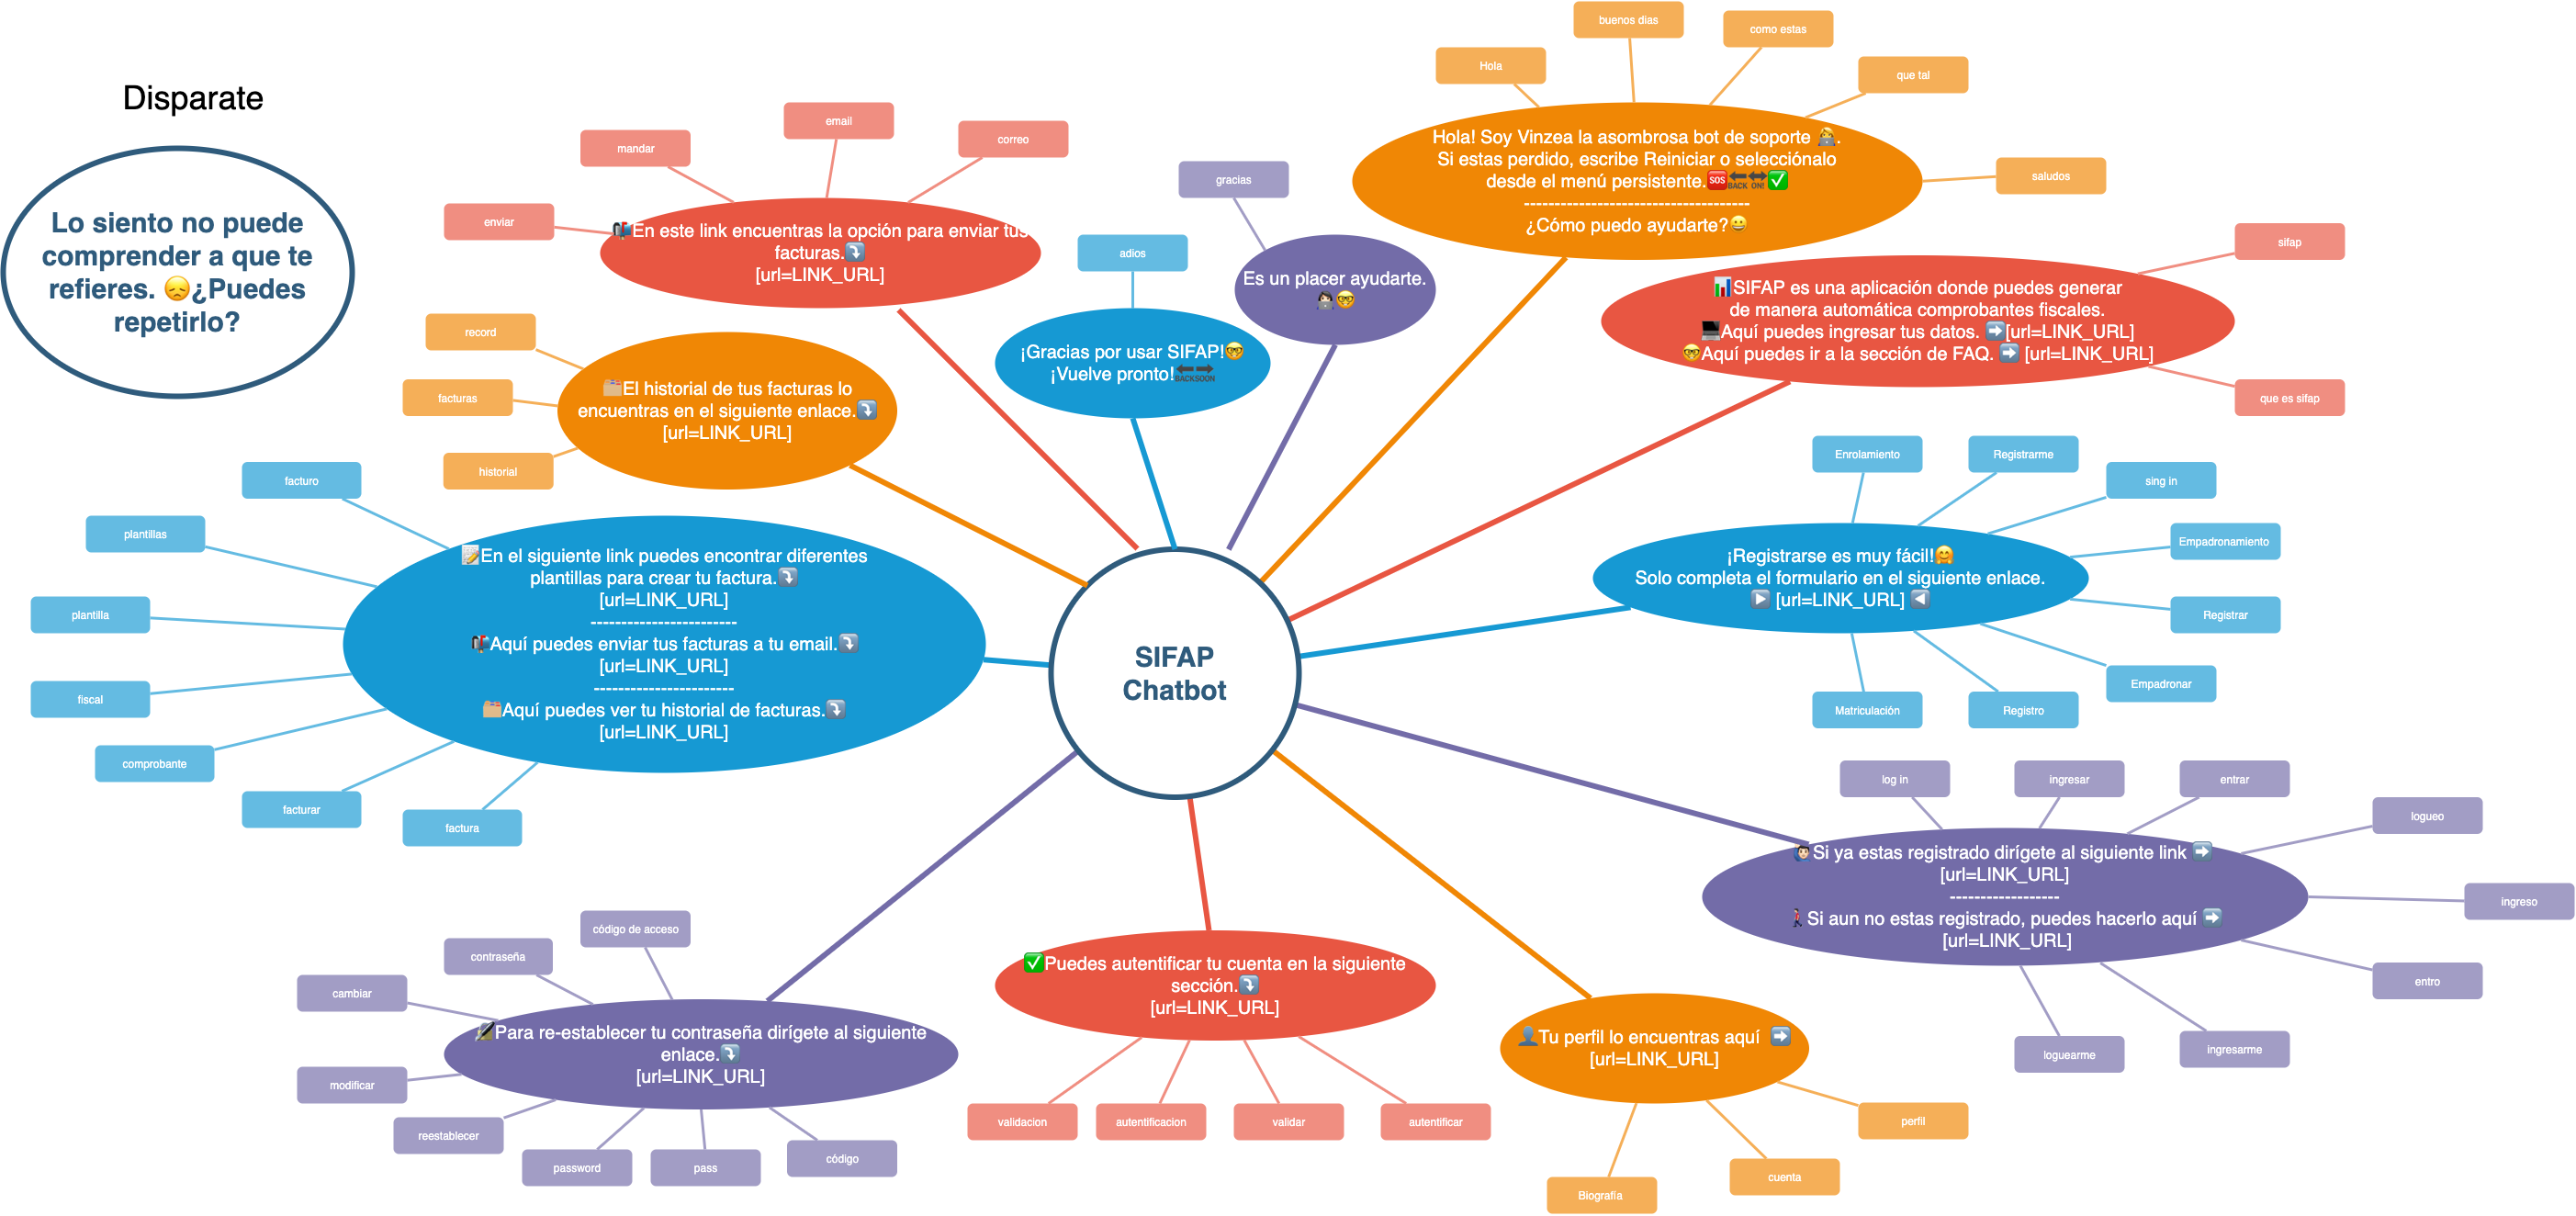 Disparate
Lo siento no puede
comprender a que te
refieres. 😞¿Puedes
repetirlo?
enviar
mandar
email
correo
📬En este link encuentras la opción para enviar tus
facturas.⤵️
[url=LINK_URL]
record
facturas
historial
🗂️El historial de tus facturas lo
encuentras en el siguiente enlace.⤵️
[url=LINK_URL]
adios
¡Gracias por usar SIFAP!🤓
¡Vuelve pronto!🔙🔜
gracias
Es un placer ayudarte.
👩🏻‍💻🤓
Hola
buenos dias
como estas
que tal
saludos
Hola! Soy Vinzea la asombrosa bot de soporte 👩‍💻.
Si estas perdido, escribe Reiniciar o selecciónalo
desde el menú persistente.🆘🔙🔛✅
-------------------------------------
¿Cómo puedo ayudarte?😀
sifap
que es sifap
📊SIFAP es una aplicación donde puedes generar
de manera automática comprobantes fiscales.
💻Aquí puedes ingresar tus datos. ➡️[url=LINK_URL]
🤓Aquí puedes ir a la sección de FAQ. ➡️ [url=LINK_URL]
Enrolamiento
Registrarme
sing in
Empadronamiento
Registrar
Empadronar
Registro
Matriculación
¡Registrarse es muy fácil!🤗
Solo completa el formulario en el siguiente enlace.
▶️ [url=LINK_URL] ◀️
facturo
plantillas
plantilla
fiscal
comprobante
facturar
factura
📝En el siguiente link puedes encontrar diferentes
plantillas para crear tu factura.⤵️
[url=LINK_URL]
------------------------
📬Aquí puedes enviar tus facturas a tu email.⤵️
[url=LINK_URL]
-----------------------
🗂️Aquí puedes ver tu historial de facturas.⤵️
[url=LINK_URL]
SIFAP
Chatbot
log in
ingresar
entrar
logueo
ingreso
entro
ingresarme
loguearme
🙋🏻‍♂️Si ya estas registrado dirígete al siguiente link ➡️
[url=LINK_URL]
------------------
🚶🏻‍♂️Si aun no estas registrado, puedes hacerlo aquí ➡️
[url=LINK_URL]
código de acceso
contraseña
cambiar
modificar
reestablecer
password
pass
código
Para re-establecer tu contraseña dirígete al siguiente
enlace.⤵️
[url=LINK_URL]
✅Puedes autentificar tu cuenta en la siguiente
sección.⤵️
[url=LINK_URL]
validacion
autentificacion
validar
autentificar
👤Tu perfil lo encuentras aquí ➡️
[url=LINK_URL]
perfil
cuenta
Biografía